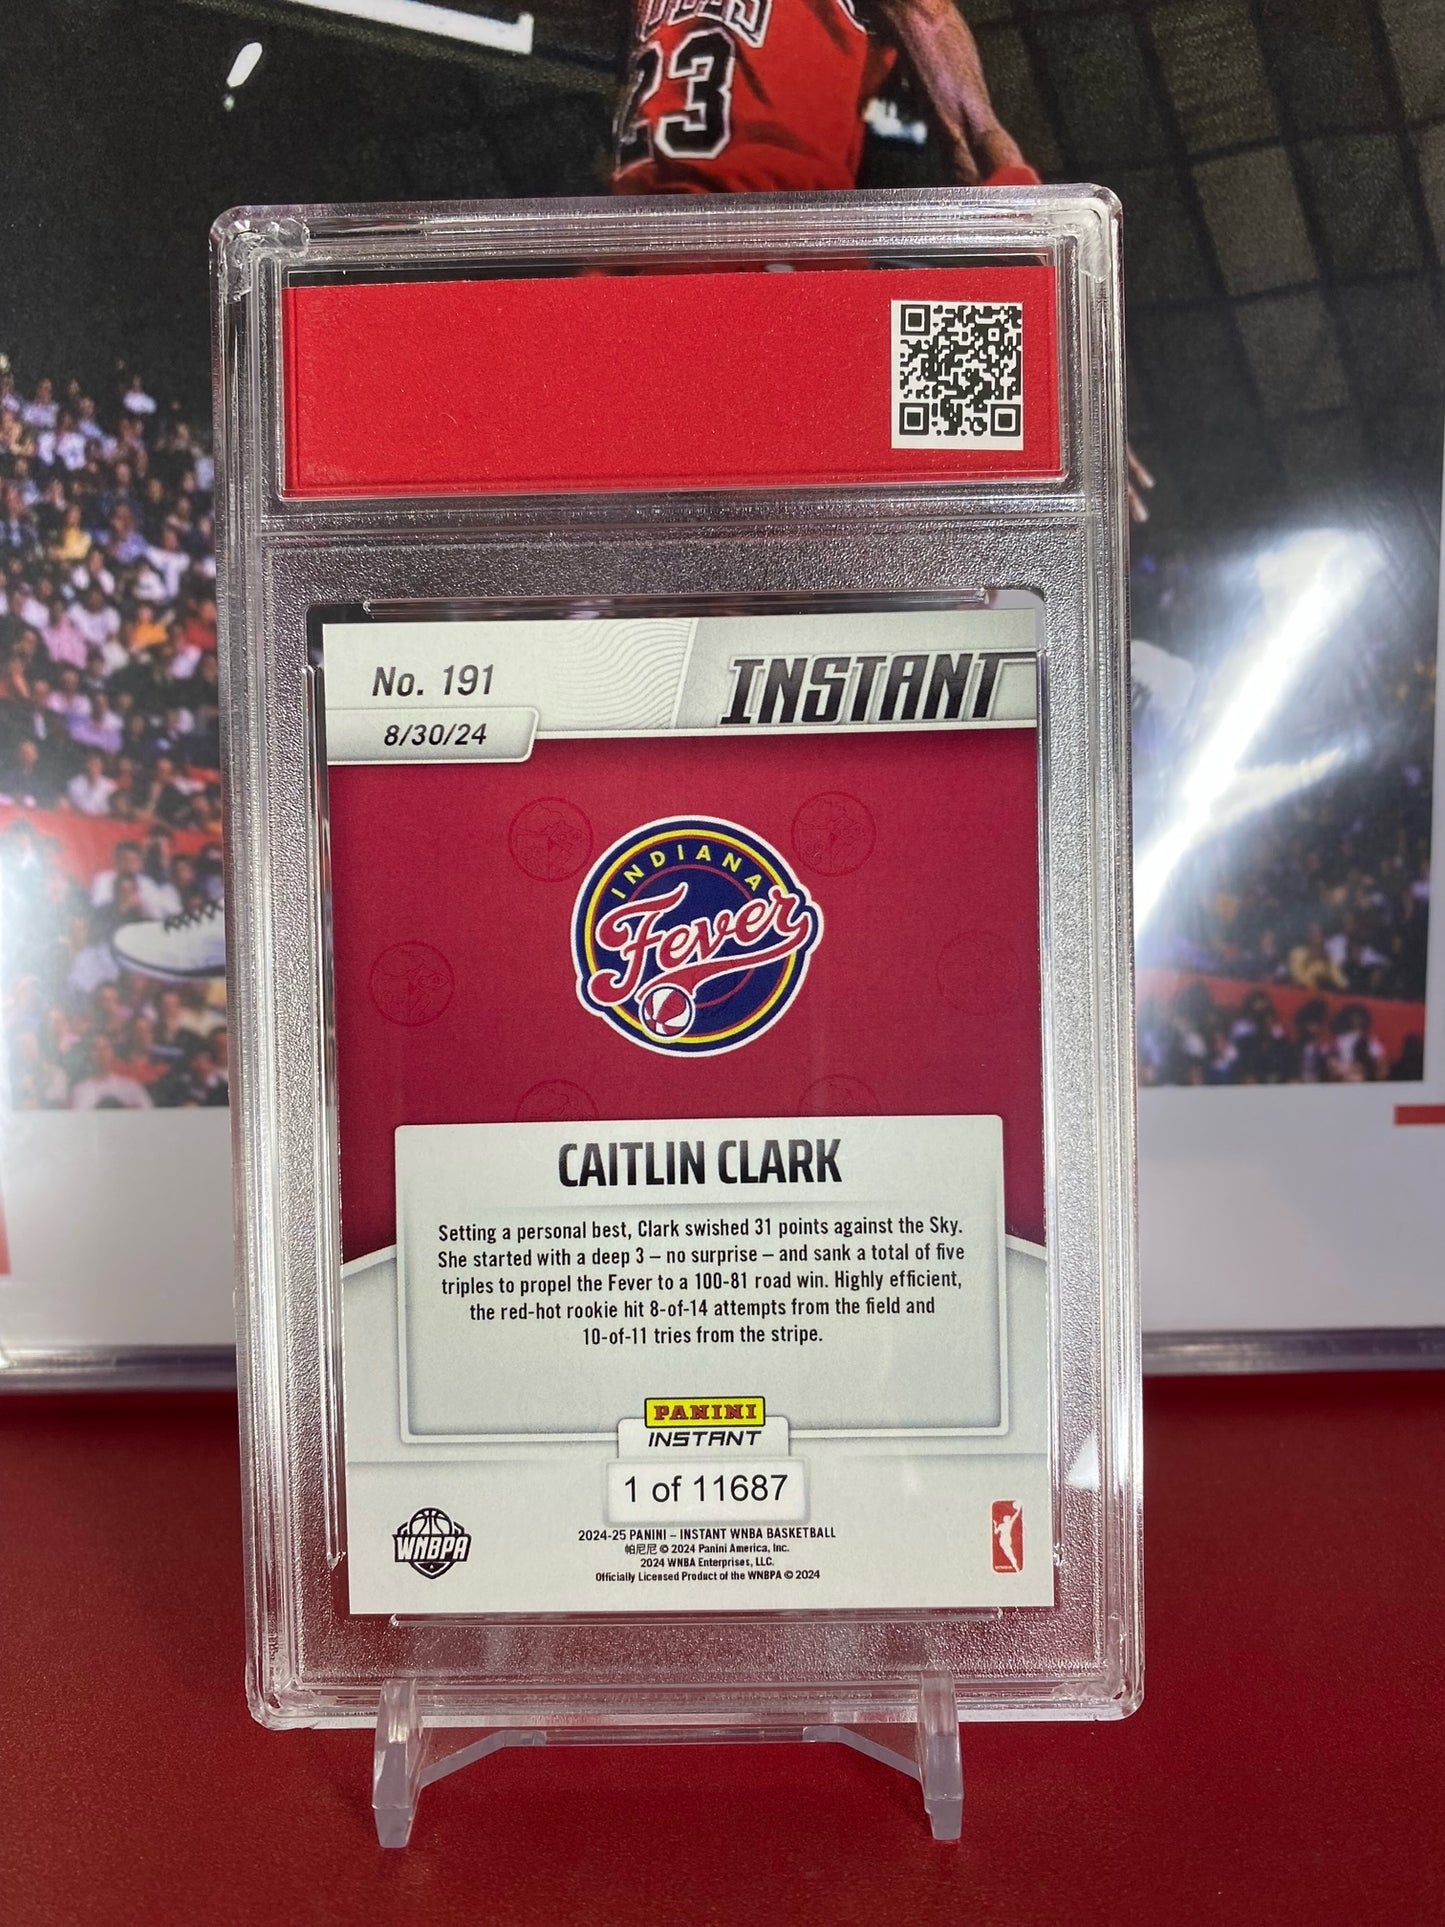 23
No. 191
INSTANT
8/30/24
INDIANA
Fever
CAITLIN CLARK
Setting a personal best, Clark swished 31 points against the Sky.
She started with a deep 3 – no surprise – and sank a total of five
triples to propel the Fever to a 100-81 road win. Highly efficient,
the red-hot rookie hit 8-of-14 attempts from the field and
10-of-11 tries from the stripe.
PANINI
INSTANT
1 of 11687
WNBPA
2024-25 PANINI – INSTANT WNBA BASKETBALL
帕尼尼 © 2024 Panini America, Inc.
2024 WNBA Enterprises, LLC.
Officially Licensed Product of the WNBPA © 2024